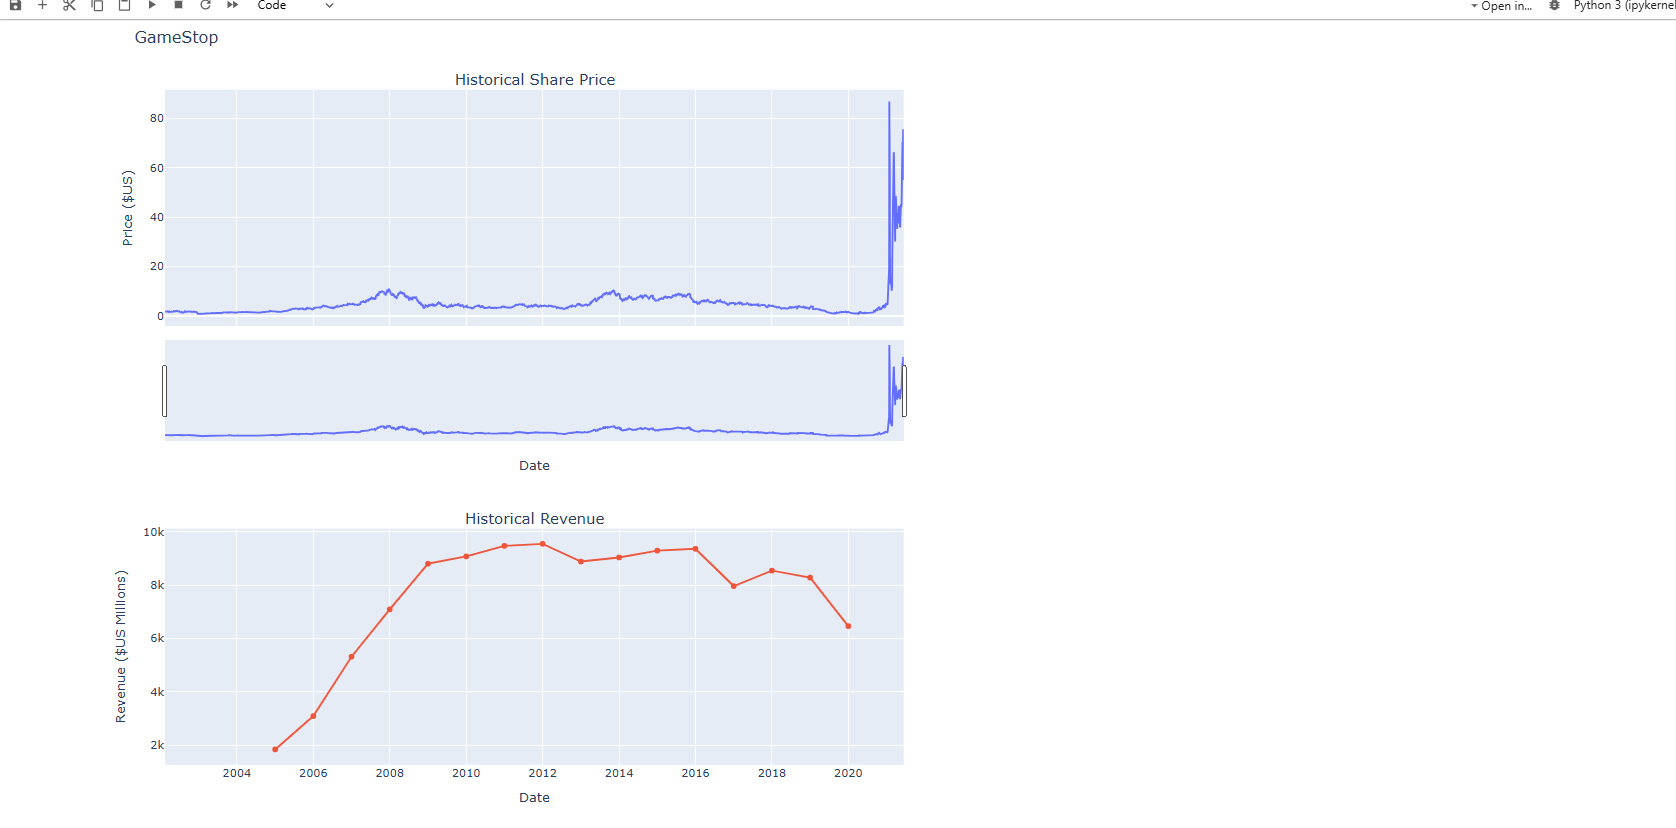 Code
Open in...
Python 3 (ipykernel
GameStop
Historical Share Price
80
60
40
20
0
Price ($US)
Date
Historical Revenue
10k
8k
6k
4k
2k
Revenue ($US Millions)
2004 2006 2008 2010 2012 2014 2016 2018 2020
Date